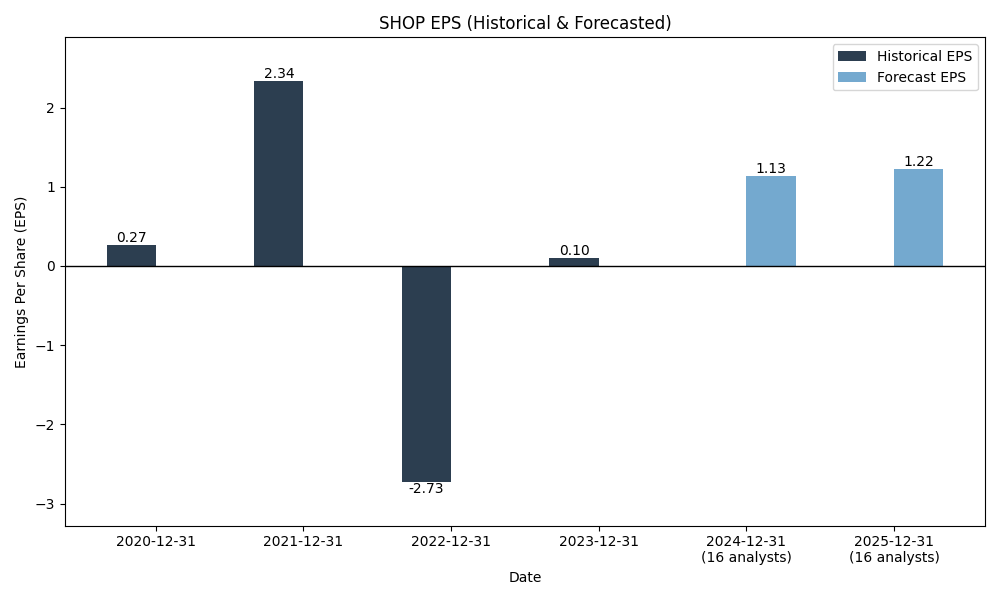 SHOP EPS (Historical & Forecasted)
Historical EPS
Forecast EPS
Earnings Per Share (EPS)
2
1
0
−1
−2
−3
0.27
2.34
-2.73
0.10
1.13
1.22
2020-12-31
2021-12-31
2022-12-31
2023-12-31
2024-12-31
(16 analysts)
2025-12-31
(16 analysts)
Date